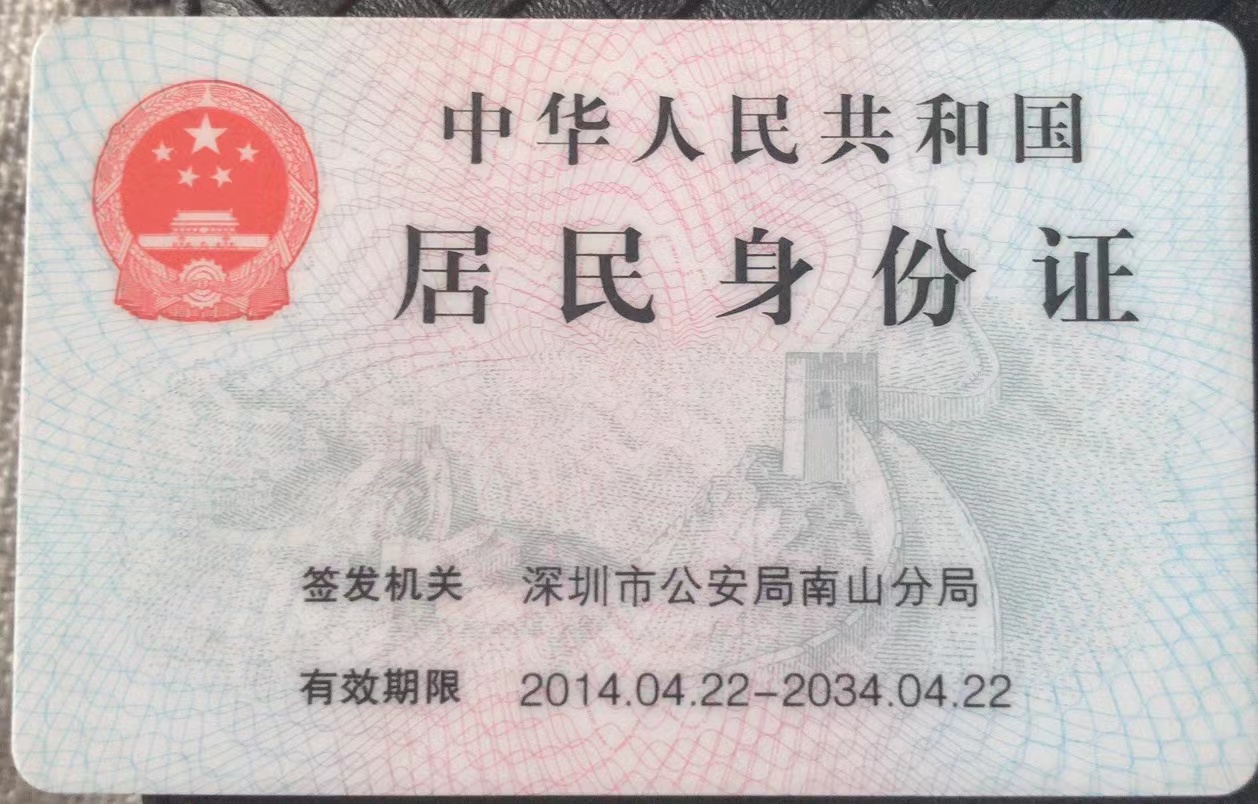 中华人民共和国
居民身份证
签发机关 深圳市公安局南山分局
有效期限 2014.04.22-2034.04.22